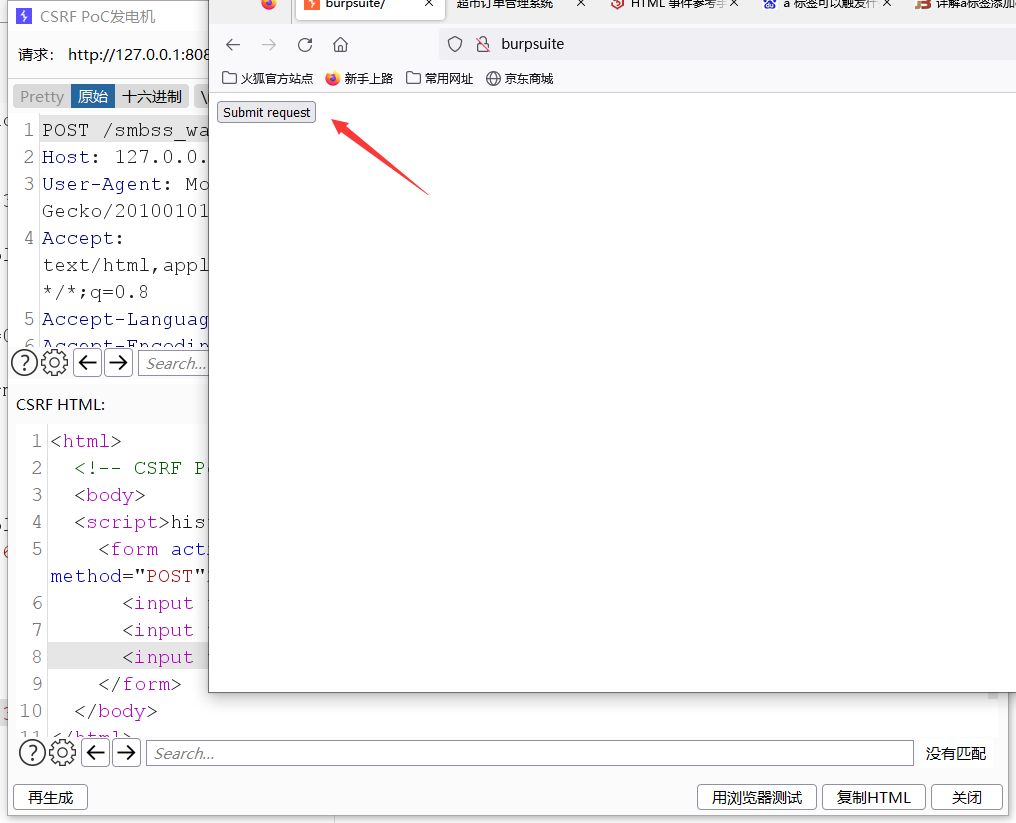 CSRF PoC发电机
burpsuite/
超市订单管理系统
HTML 事件参考手
a 标签可以触发什
详解a标签添加
请求： http://127.0.0.1:808
burpsuite
火狐官方站点 新手上路 常用网址 京东商城
Pretty 原始 十六进制 \
Submit request
1 POST /smbss_wa
2 Host: 127.0.0.
3 User-Agent: Mo
Gecko/20100101
4 Accept:
text/html,appl
*/*;q=0.8
5 Accept-Languag
6 Accept-Encodin
Search...
CSRF HTML:
1 <html>
2 <!-- CSRF P
3 <body>
4 <script>his
5 <form act
method="POST"
6 <input
7 <input
8 <input
9 </form>
10 </body>
11 </html>
Search...
没有匹配
再生成
用浏览器测试
复制HTML
关闭